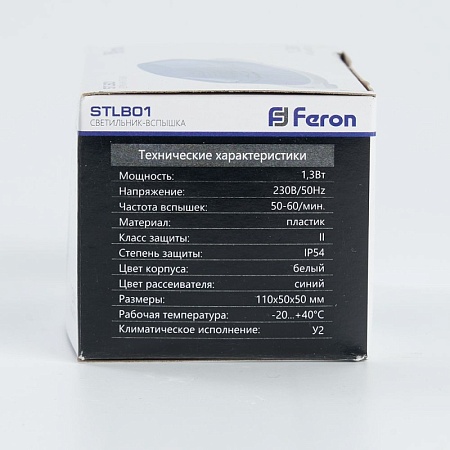 STLB01
СВЕТИЛЬНИК-ВСПЫШКА
Feron
Технические характеристики
Мощность: 1,3Вт
Напряжение: 230В/50Hz
Частота вспышек: 50-60/мин.
Материал: пластик
Класс защиты: II
Степень защиты: IP54
Цвет корпуса: белый
Цвет рассеивателя: синий
Размеры: 110x50x50 мм
Рабочая температура: -20...+40°C
Климатическое исполнение: У2